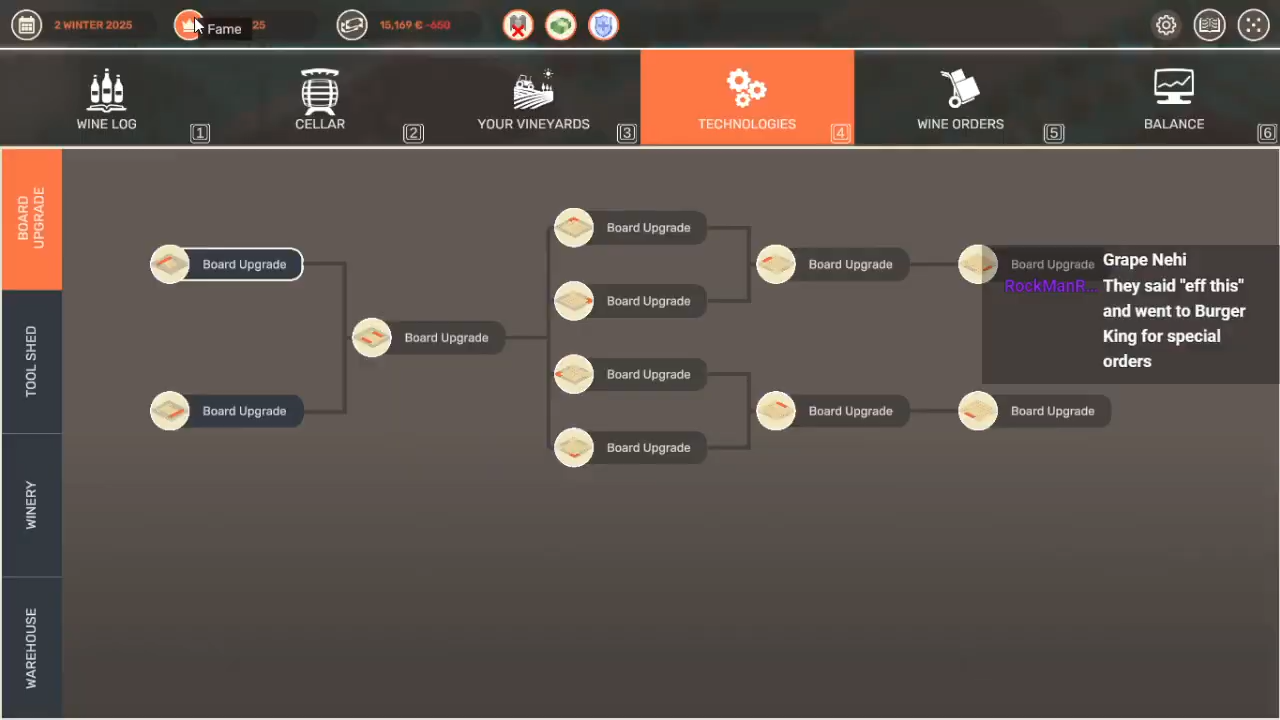 2 WINTER 2025
Fame
25
15,169 € -650
WINE LOG
1
CELLAR
2
YOUR VINEYARDS
3
TECHNOLOGIES
4
WINE ORDERS
5
BALANCE
6
BOARD
UPGRADE
TOOL SHED
WINERY
WAREHOUSE
Board Upgrade
Board Upgrade
Board Upgrade
Board Upgrade
Board Upgrade
Board Upgrade
Board Upgrade
Board Upgrade
Board Upgrade
Board Upgrade
Board Upgrade
Grape Nehi
RockManR... They said "eff this"
and went to Burger
King for special
orders